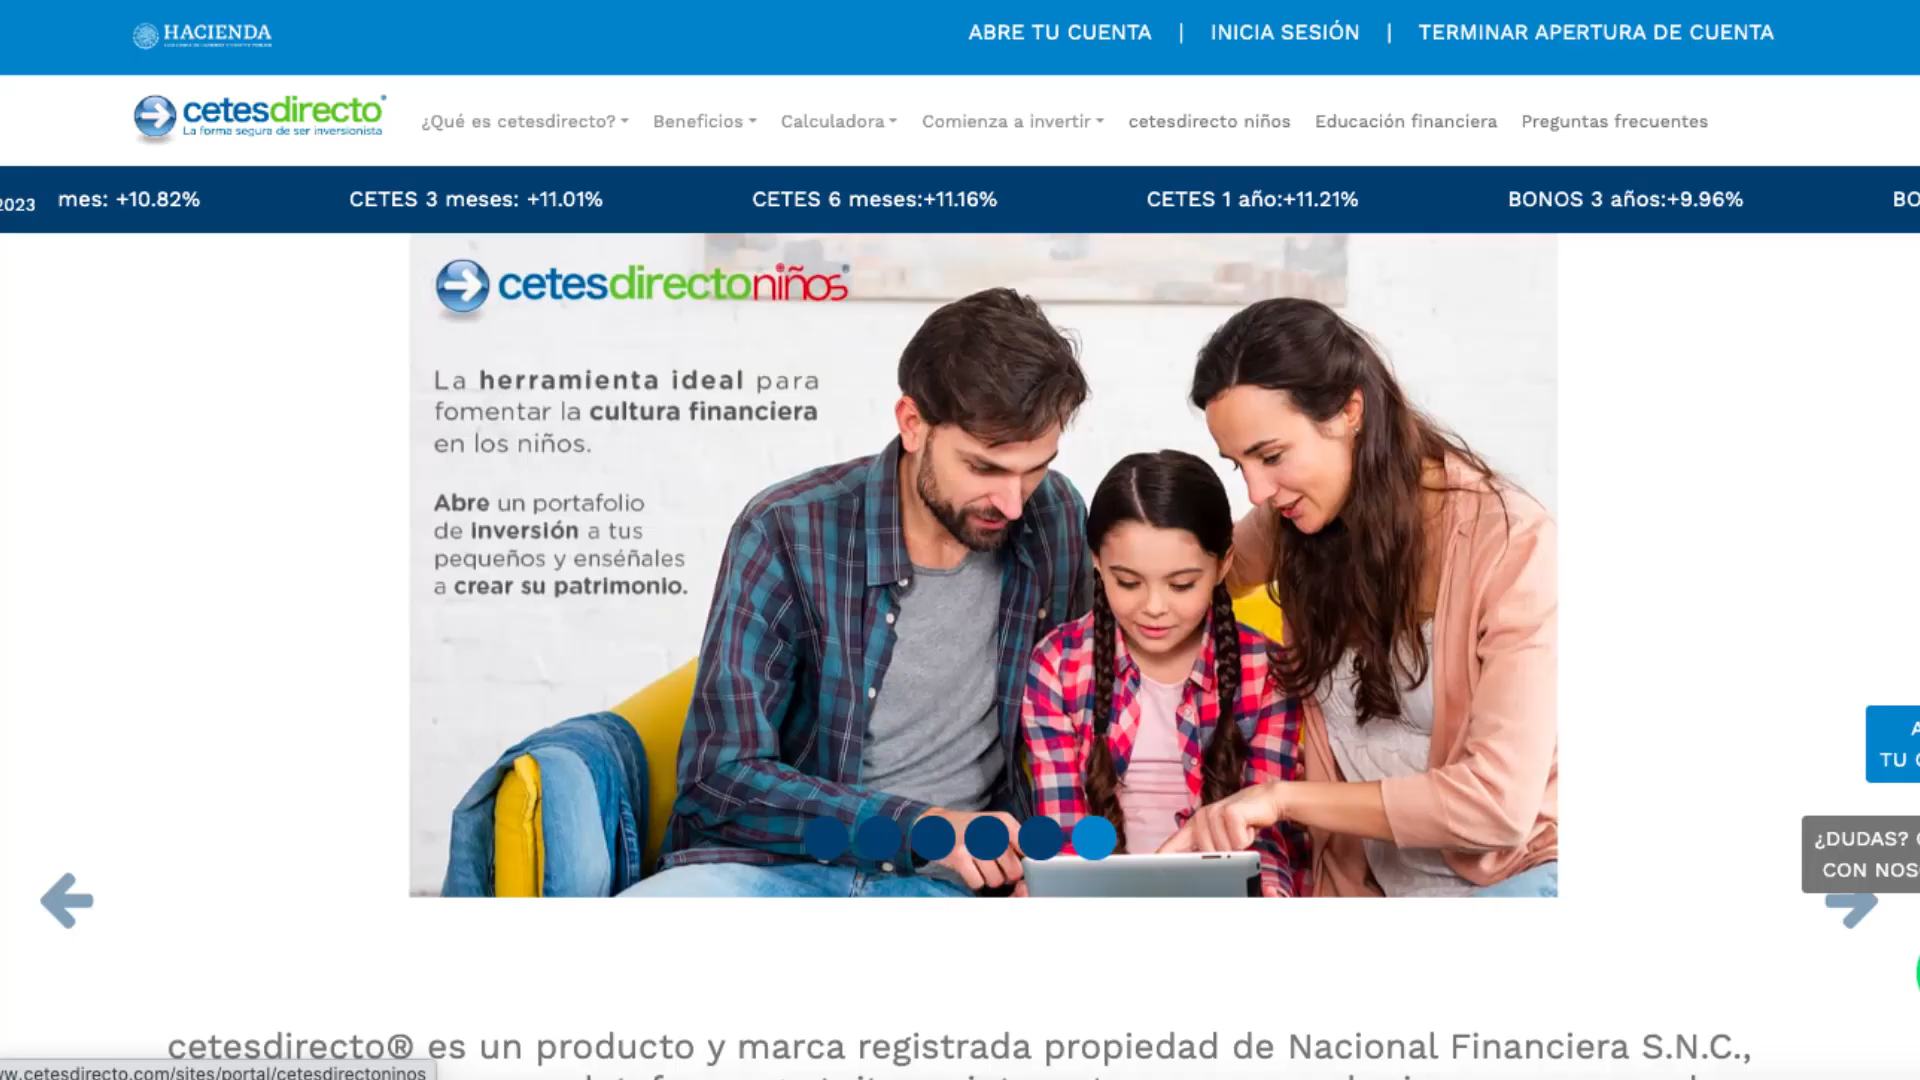 HACIENDA
ABRE TU CUENTA | INICIA SESIÓN | TERMINAR APERTURA DE CUENTA
cetesdirecto®
La forma segura de ser inversionista
¿Qué es cetesdirecto? Beneficios Calculadora Comienza a invertir cetesdirecto niños Educación financiera Preguntas frecuentes
2023 mes: +10.82% CETES 3 meses: +11.01% CETES 6 meses:+11.16% CETES 1 año:+11.21% BONOS 3 años:+9.96% BO
cetesdirectoniños®
La herramienta ideal para
fomentar la cultura financiera
en los niños.
Abre un portafolio
de inversión a tus
pequeños y enséñales
a crear su patrimonio.
A
TU C
¿DUDAS? C
CON NOS
cetesdirecto® es un producto y marca registrada propiedad de Nacional Financiera S.N.C.,
w.cetesdirecto.com/sites/portal/cetesdirectoninos